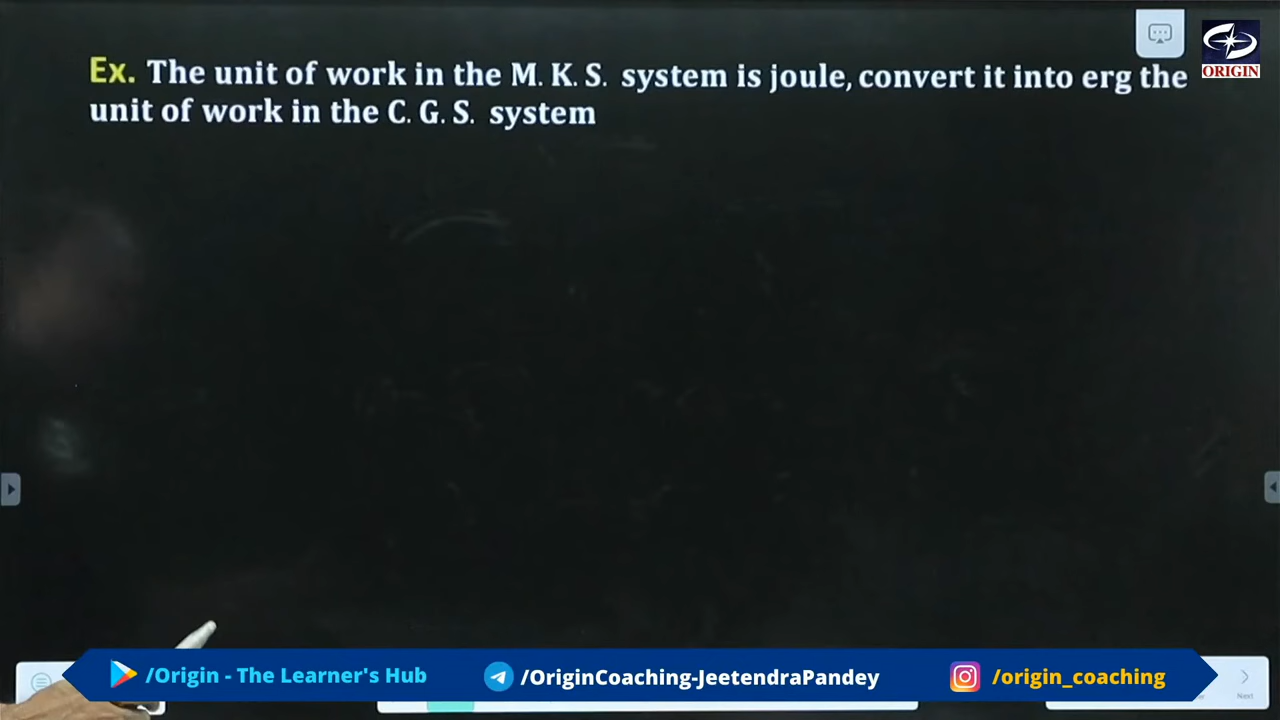 Ex. The unit of work in the M. K. S. system is joule, convert it into erg the
unit of work in the C. G. S. system
ORIGIN
/Origin - The Learner's Hub
/OriginCoaching-JeetendraPandey
/origin_coaching
Next